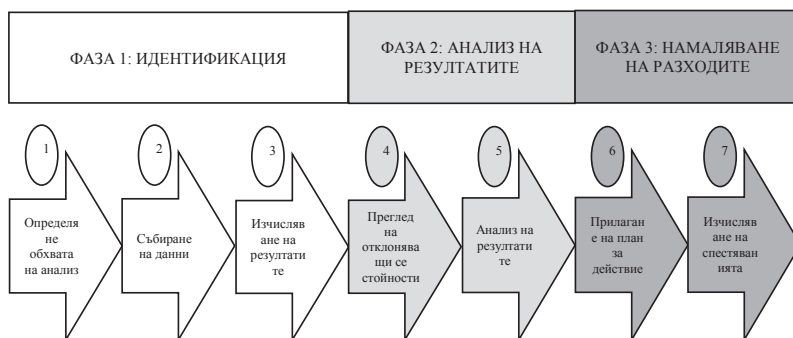 ФАЗА 1: ИДЕНТИФИКАЦИЯ
ФАЗА 2: АНАЛИЗ НА
РЕЗУЛТАТИТЕ
ФАЗА 3: НАМАЛЯВАНЕ
НА РАЗХОДИТЕ
1
Определя
не
обхвата
на анализ
2
Събиране
на данни
3
Изчисляв
ане на
резултати
те
4
Преглед
на
отклонява
щи се
стойности
5
Анализ на
резултати
те
6
Прилаган
е на план
за
действие
7
Изчисляв
ане на
спестяван
ията